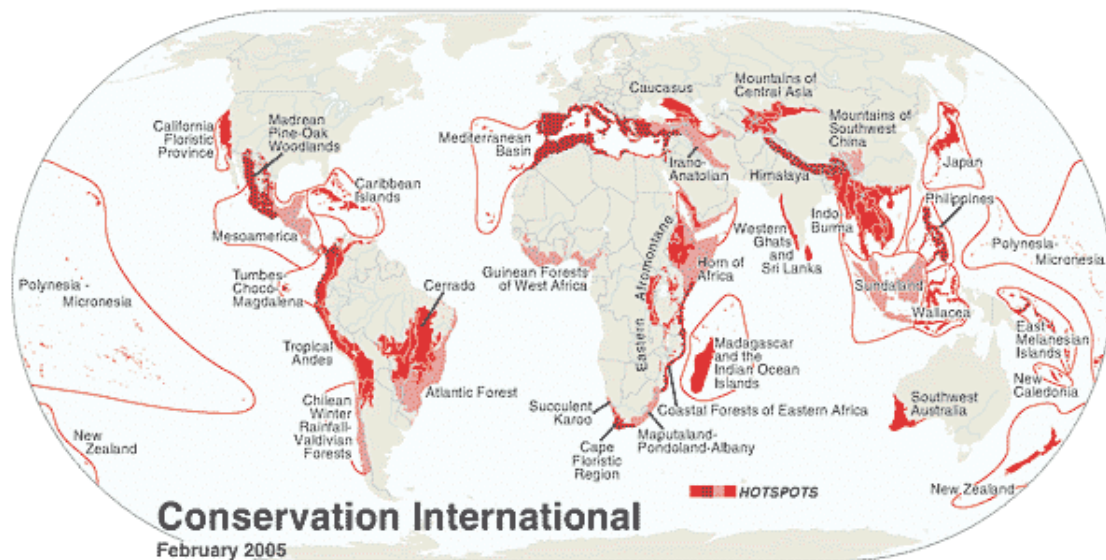 California
Floristic
Province
Madrean
Pine-Oak
Woodlands
Caribbean
Islands
Mesoamerica
Polynesia -
Micronesia
Tumbes-
Choco-
Magdalena
Tropical
Andes
Cerrado
Atlantic Forest
Chilean
Winter
Rainfall-
Valdivian
Forests
New
Zealand
Mediterranean
Basin
Caucasus
Irano-
Anatolian
Mountains of
Central Asia
Mountains of
Southwest
China
Himalaya
Japan
Philippines
Indo
Burma
Western
Ghats
and
Sri Lanka
Guinean Forests
of West Africa
Eastern Afromontane
Horn of
Africa
Sundaland
Wallacea
Polynesia-
Micronesia
East
Melanesian
Islands
New
Caledonia
Madagascar
and the
Indian Ocean
Islands
Coastal Forests of Eastern Africa
Maputaland-
Pondoland-Albany
Succulent
Karoo
Cape
Floristic
Region
Southwest
Australia
New Zealand
HOTSPOTS
Conservation International
February 2005